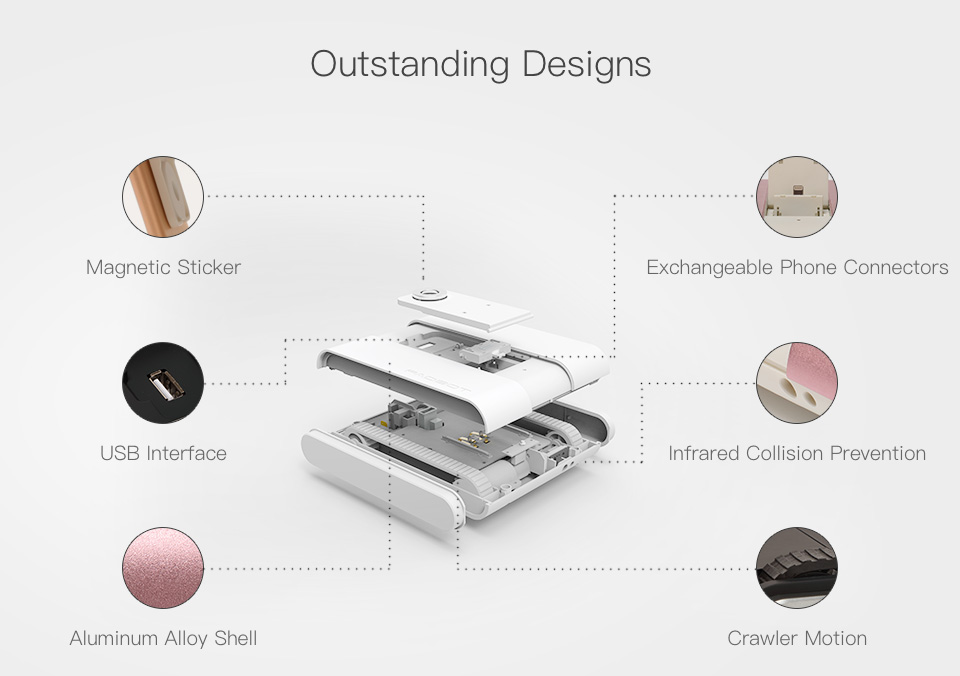 Outstanding Designs
Magnetic Sticker
Exchangeable Phone Connectors
USB Interface
Infrared Collision Prevention
Aluminum Alloy Shell
Crawler Motion